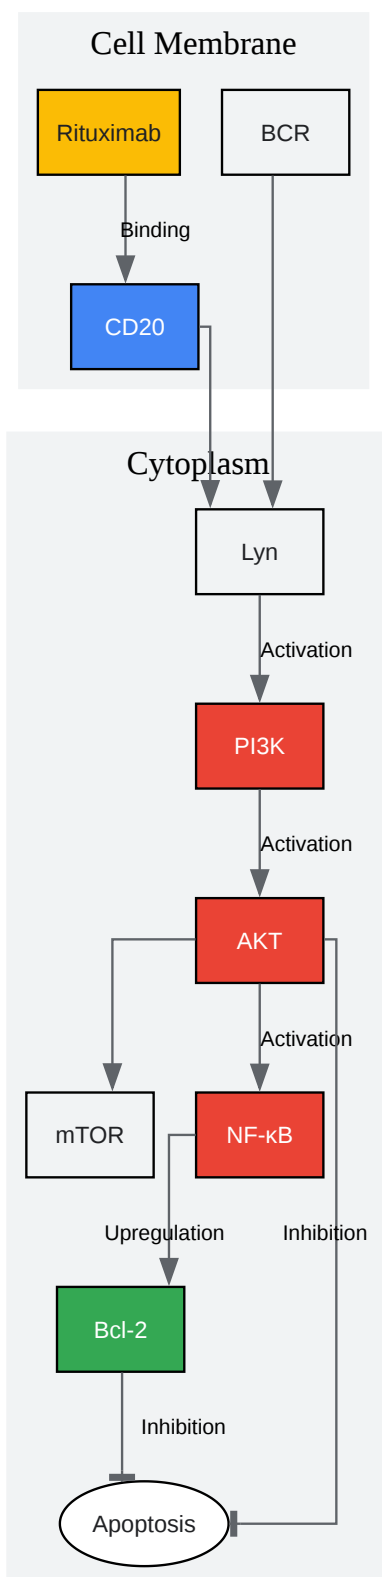 Cell Membrane
Rituximab
BCR
Binding
CD20
Cytoplasm
Lyn
Activation
PI3K
Activation
AKT
Activation
mTOR
NF-κB
Upregulation
Inhibition
Bcl-2
Inhibition
Apoptosis